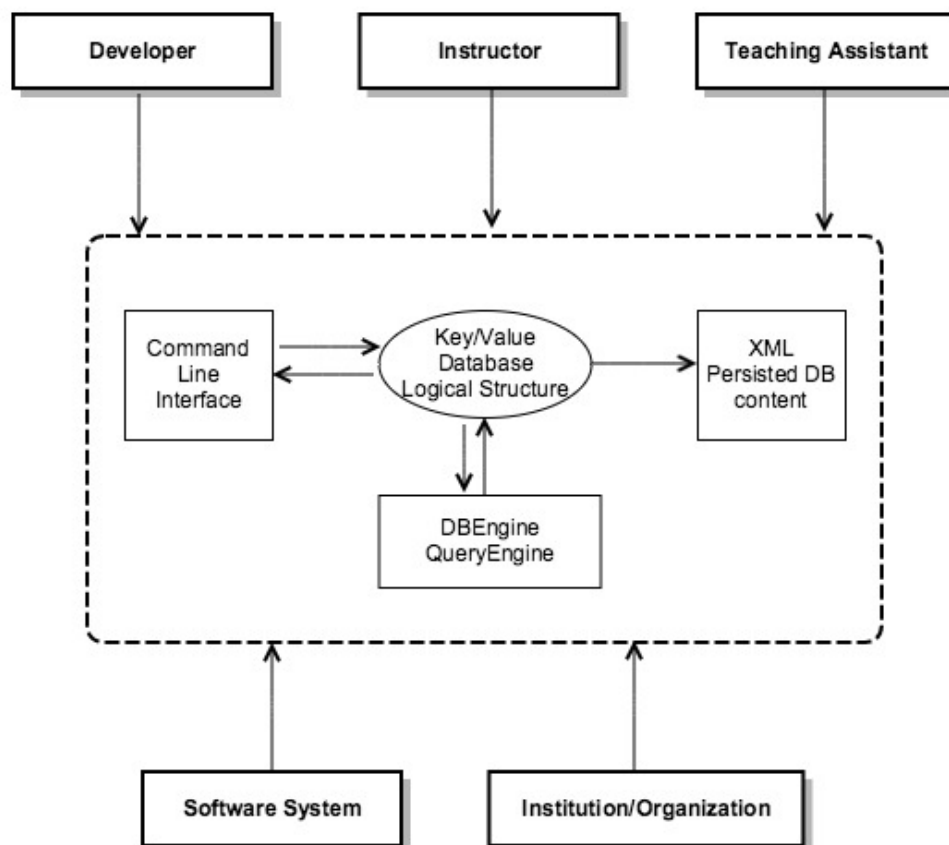 Developer
Instructor
Teaching Assistant
Command
Line
Interface
Key/Value
Database
Logical Structure
XML
Persisted DB
content
DBEngine
QueryEngine
Software System
Institution/Organization